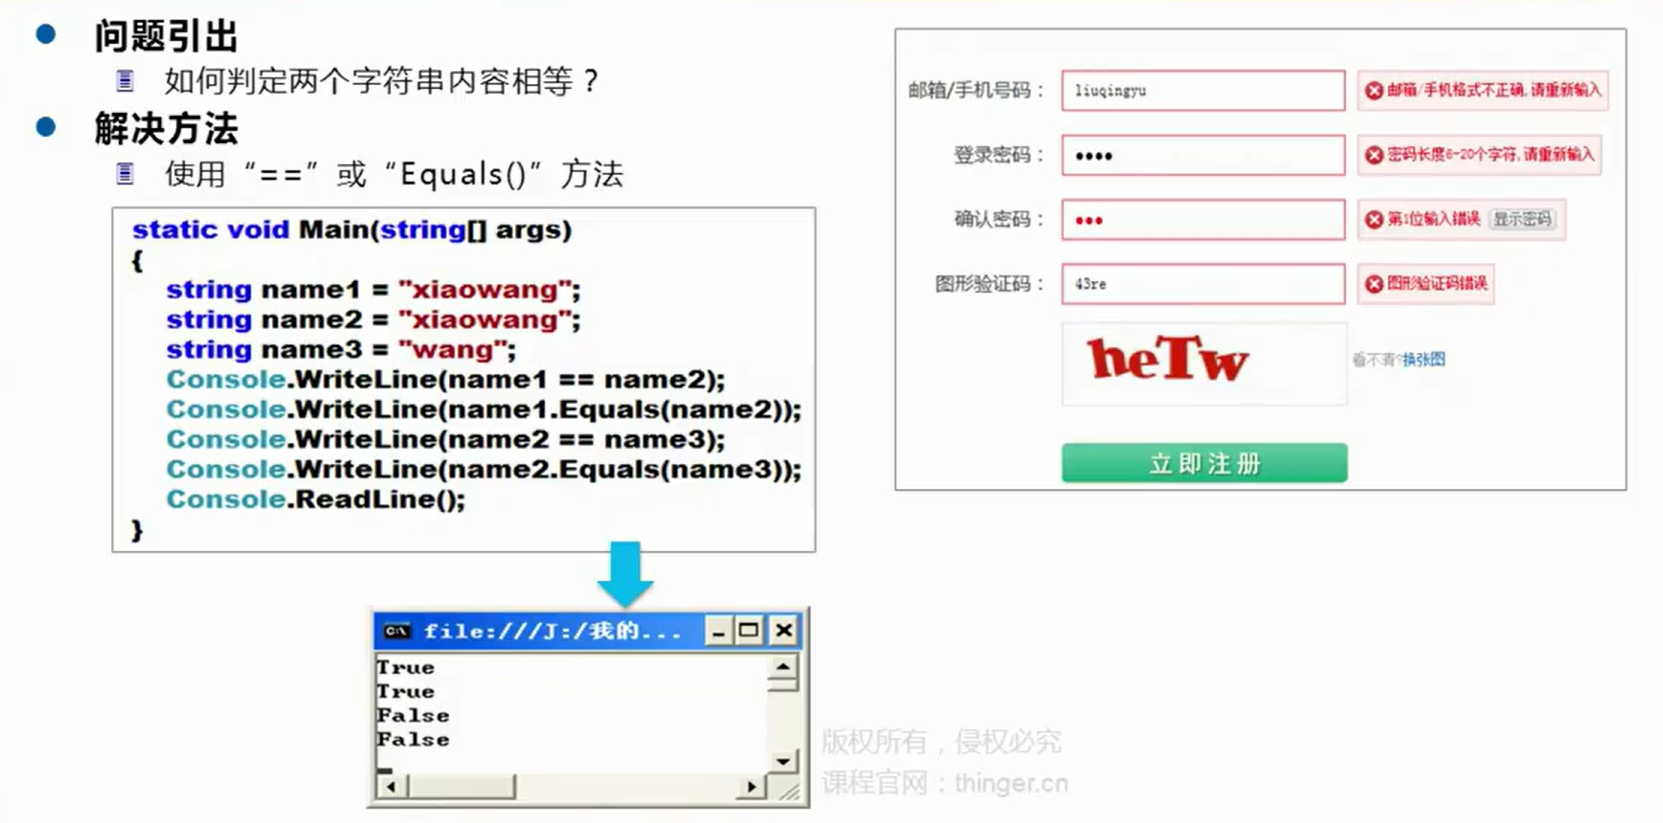 问题引出
如何判定两个字符串内容相等？
解决方法
使用“==”或“Equals()”方法
static void Main(string[] args)
{
string name1 = "xiaowang";
string name2 = "xiaowang";
string name3 = "wang";
Console.WriteLine(name1 == name2);
Console.WriteLine(name1.Equals(name2));
Console.WriteLine(name2 == name3);
Console.WriteLine(name2.Equals(name3));
Console.ReadLine();
}
file:///J:/我的...
True
True
False
False
邮箱/手机号码： liuqingyu 邮箱/手机格式不正确,请重新输入
登录密码： •••• 密码长度6-20个字符,请重新输入
确认密码： ••• 第1位输入错误 显示密码
图形验证码： 43re 图形验证码错误
heTw 看不清?换张图
立即注册
版权所有，侵权必究
课程官网：thinger.cn